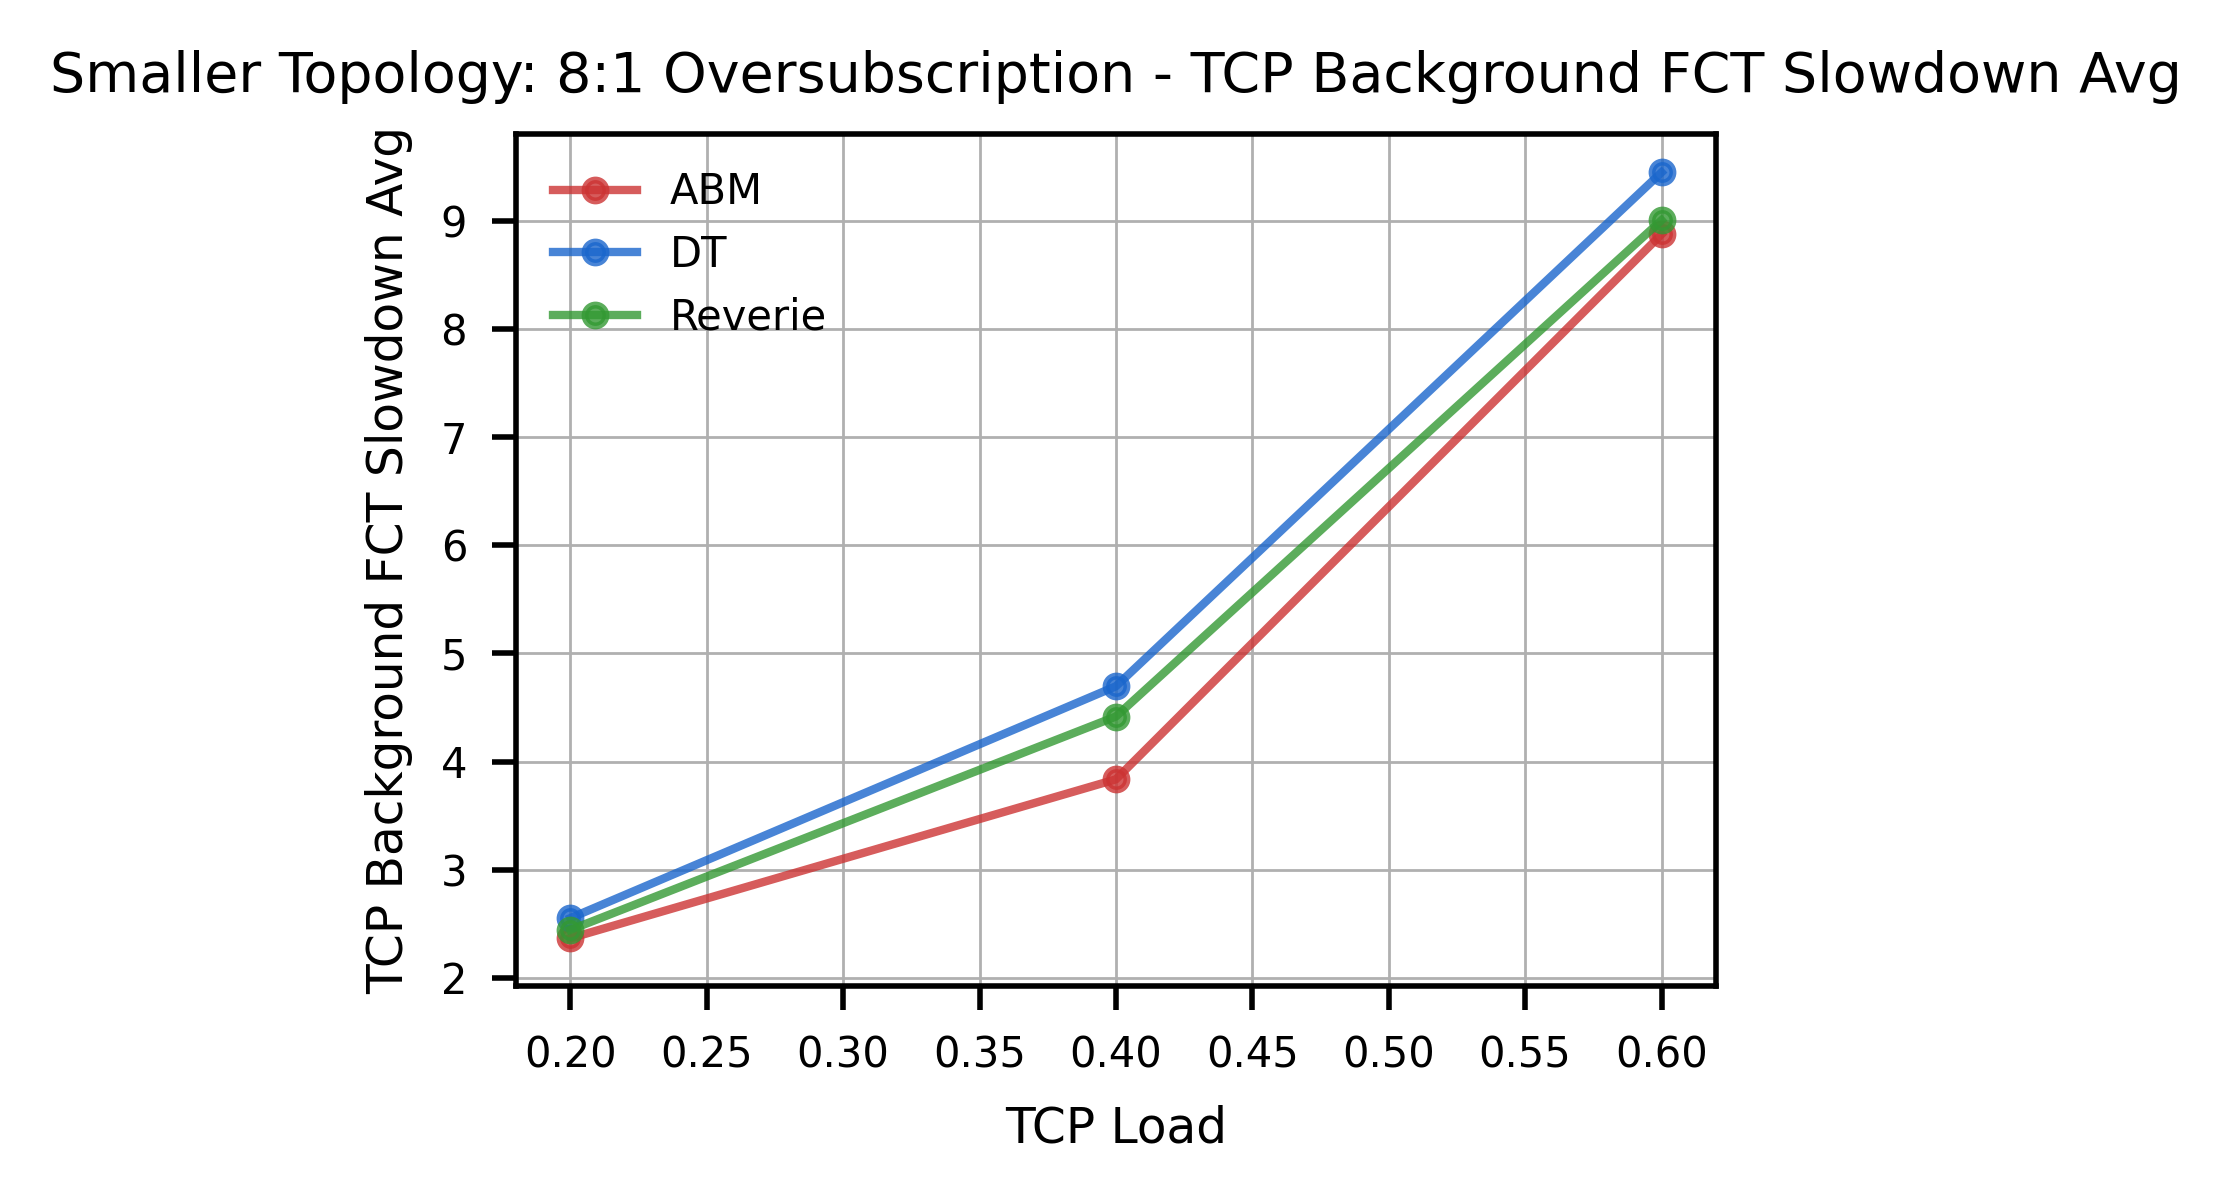 Smaller Topology: 8:1 Oversubscription - TCP Background FCT Slowdown Avg
TCP Background FCT Slowdown Avg
ABM
DT
Reverie
9
8
7
6
5
4
3
2
0.20 0.25 0.30 0.35 0.40 0.45 0.50 0.55 0.60
TCP Load